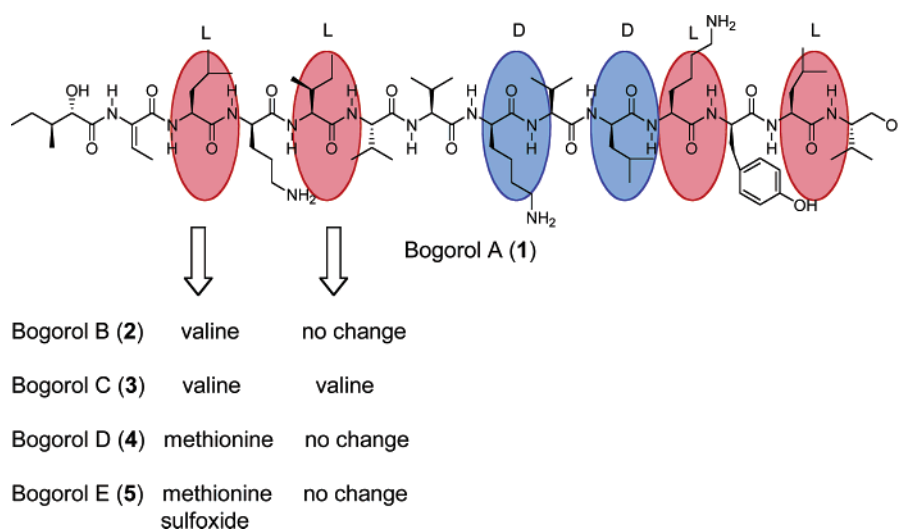 L L D D L L
NH₂
OH H O H O H O H O H O H O H
N N N N N N N O
N N N N N N
O H O H O H O H O H O H O
NH₂
OH
NH₂
Bogorol A (1)
Bogorol B (2) valine no change
Bogorol C (3) valine valine
Bogorol D (4) methionine no change
Bogorol E (5) methionine no change
sulfoxide